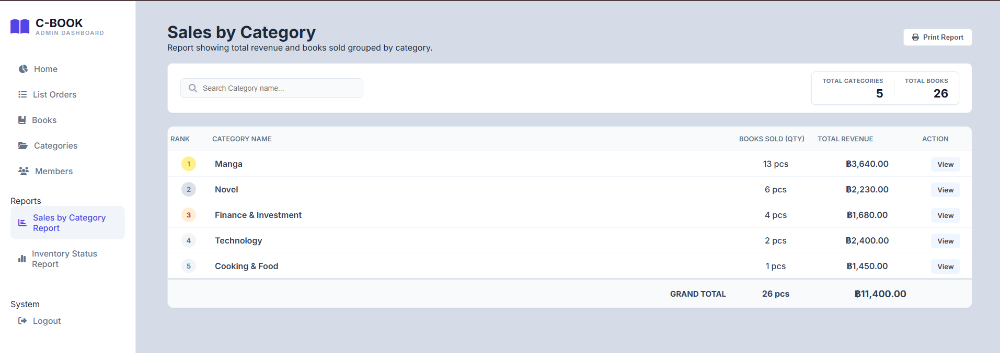 C-BOOK
ADMIN DASHBOARD
Home
List Orders
Books
Categories
Members
Reports
Sales by Category
Report
Inventory Status
Report
System
Logout
Sales by Category
Report showing total revenue and books sold grouped by category.
Print Report
Search Category name...
TOTAL CATEGORIES
5
TOTAL BOOKS
26
RANK CATEGORY NAME BOOKS SOLD (QTY) TOTAL REVENUE ACTION
1 Manga 13 pcs ฿3,640.00 View
2 Novel 6 pcs ฿2,230.00 View
3 Finance & Investment 4 pcs ฿1,680.00 View
4 Technology 2 pcs ฿2,400.00 View
5 Cooking & Food 1 pcs ฿1,450.00 View
GRAND TOTAL 26 pcs ฿11,400.00